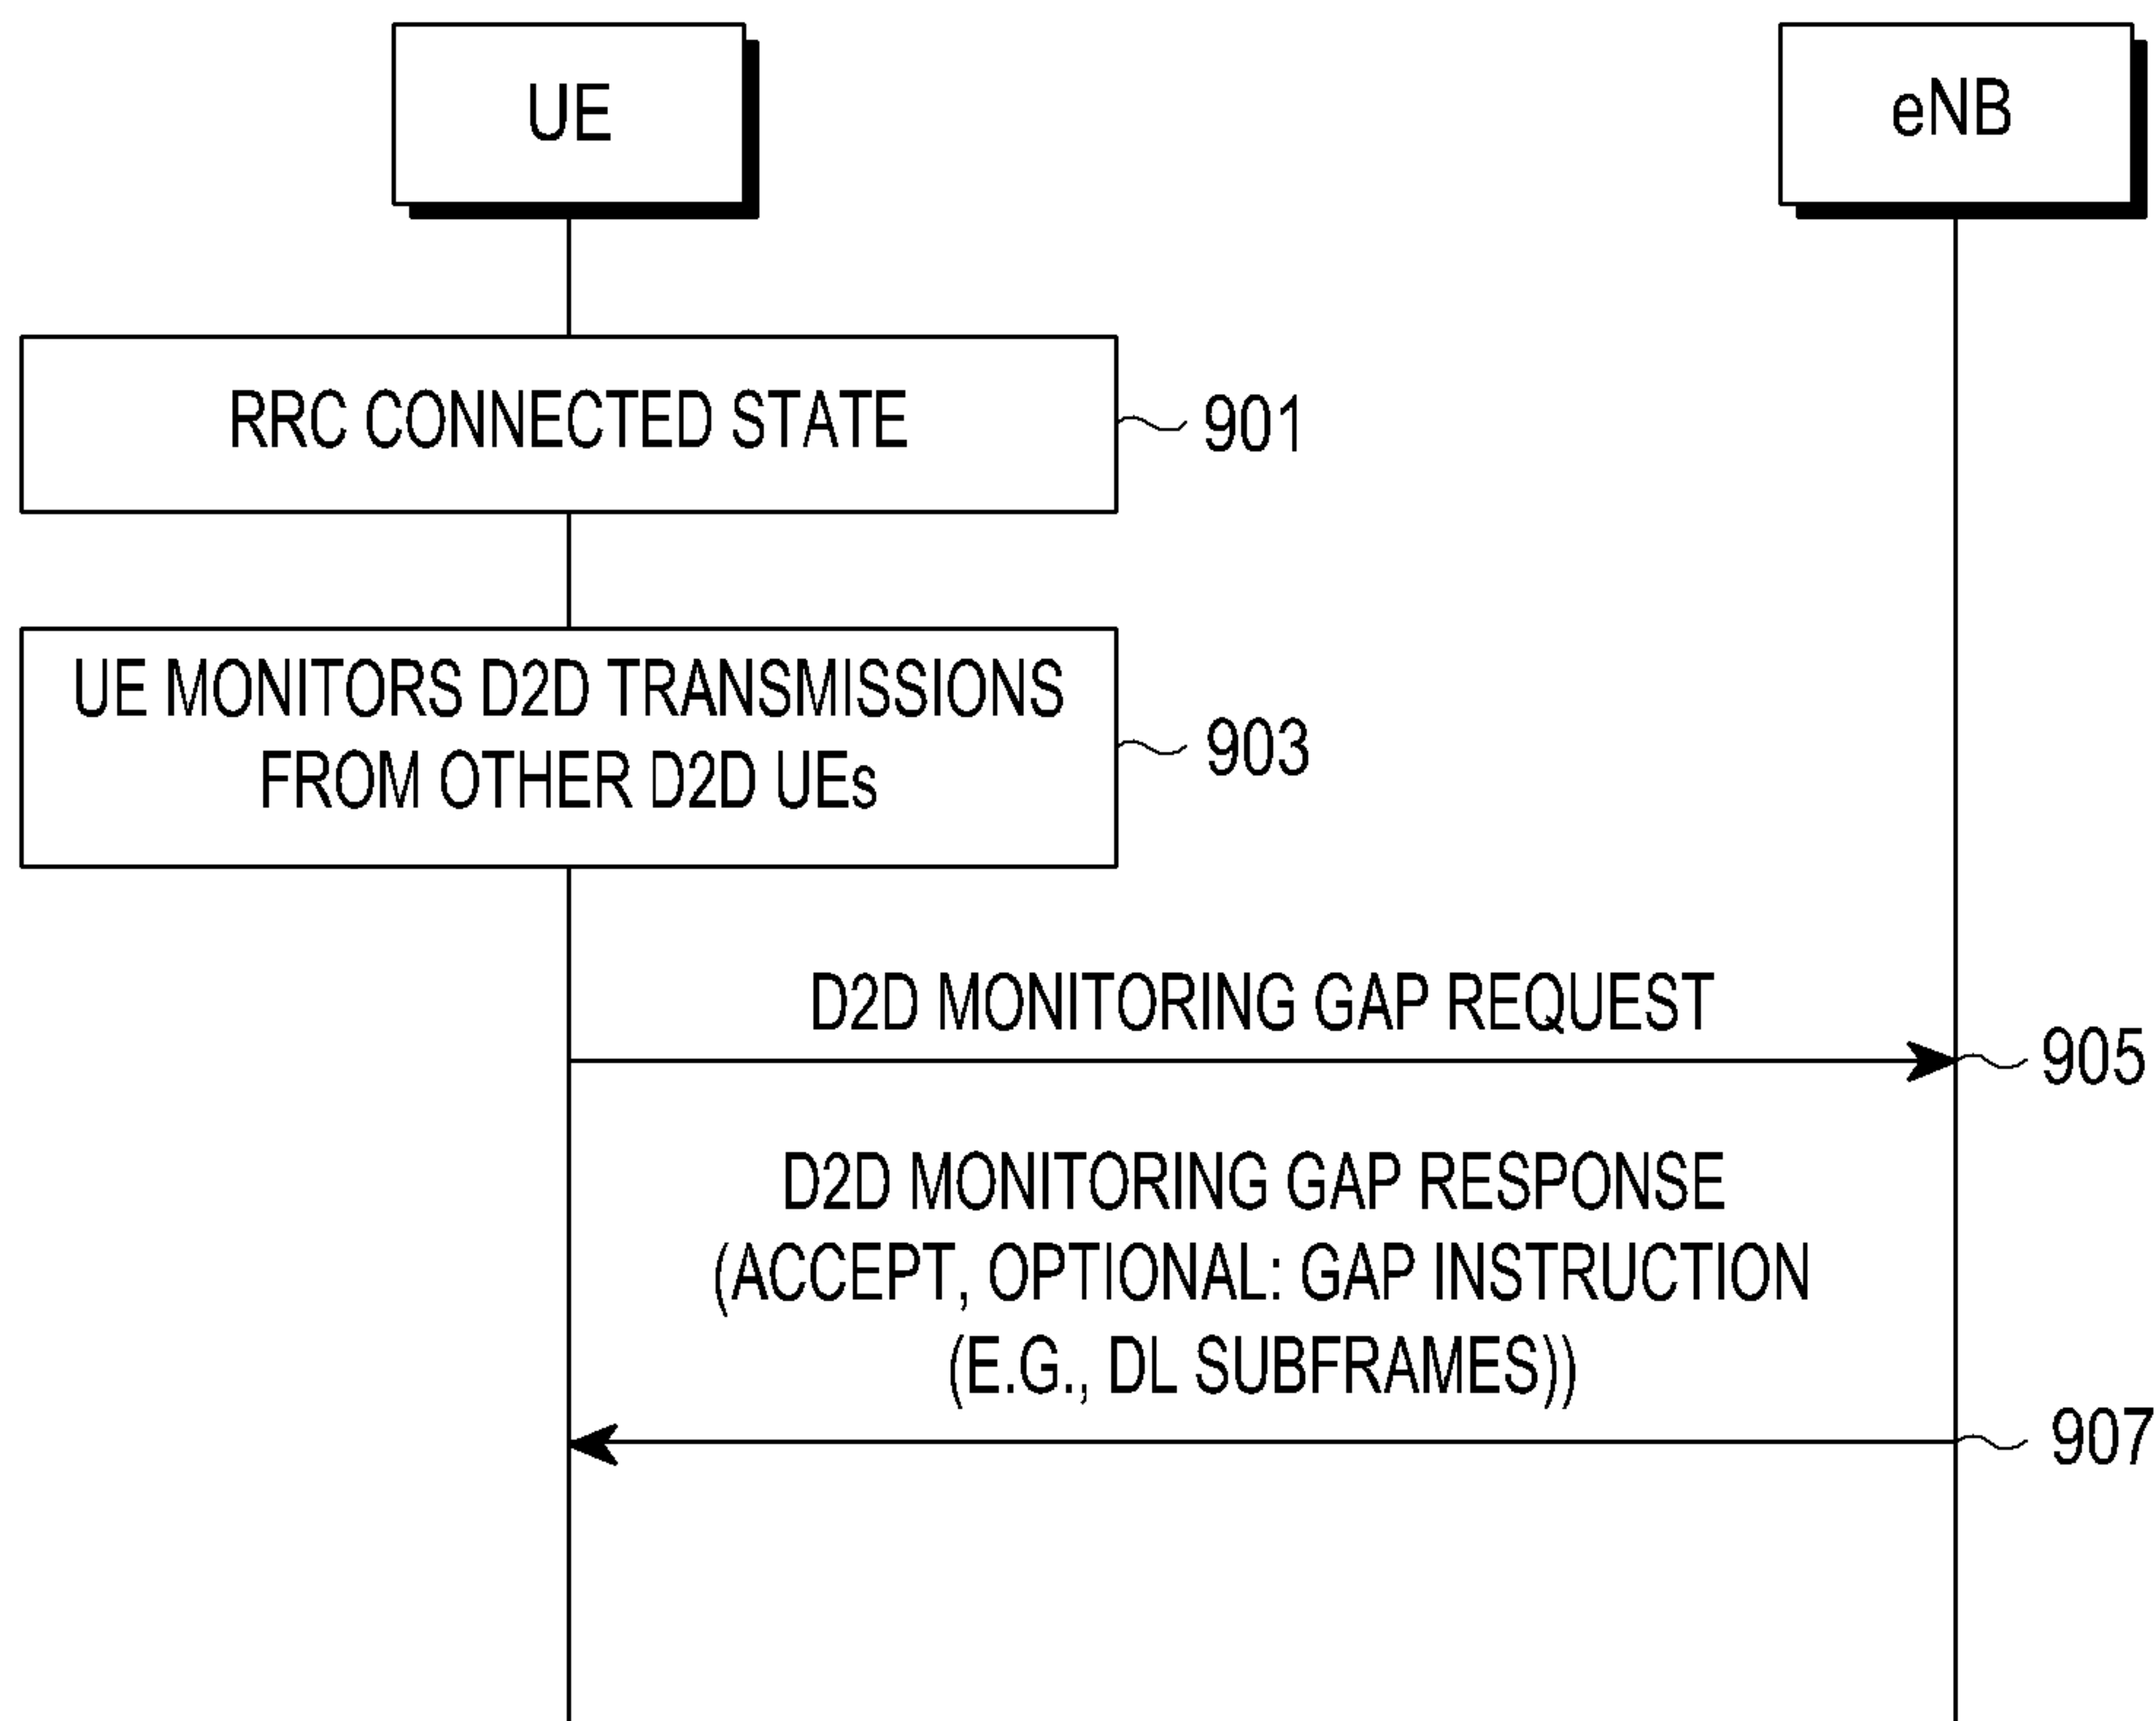 UE
eNB
RRC CONNECTED STATE
901
UE MONITORS D2D TRANSMISSIONS
FROM OTHER D2D UEs
903
D2D MONITORING GAP REQUEST
905
D2D MONITORING GAP RESPONSE
(ACCEPT, OPTIONAL: GAP INSTRUCTION
(E.G., DL SUBFRAMES))
907